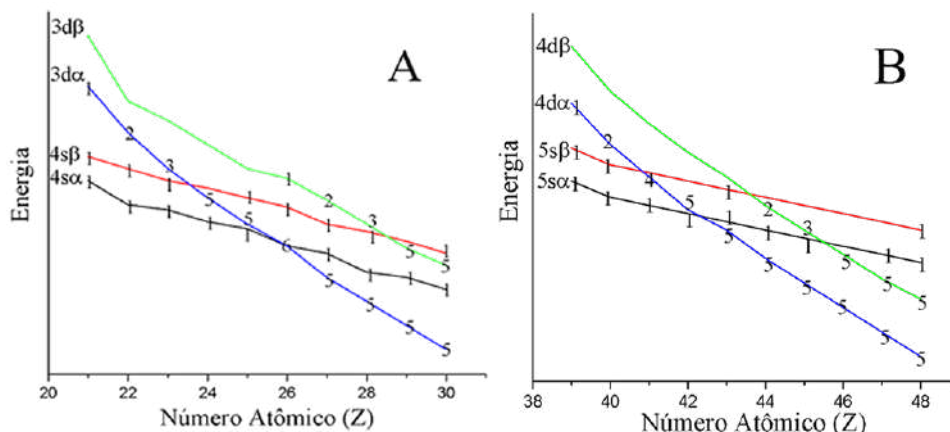 A
Energia
3dβ 1 2 3 5 5
3dα 1 2 3 5 5 6 5 5 5 5
4sβ 1 1 1 1 1 1 1 1
4sα 1 1 1 1 1 1 1 1 1
20 22 24 26 28 30
Número Atômico (Z)
B
Energia
4dβ 2 3 5 5 5
4dα 1 2 4 5 5 5 5 5 5 5
5sβ 1 1 1 1
5sα 1 1 1 1 1 1 1 1 1
38 40 42 44 46 48
Número Atômico (Z)